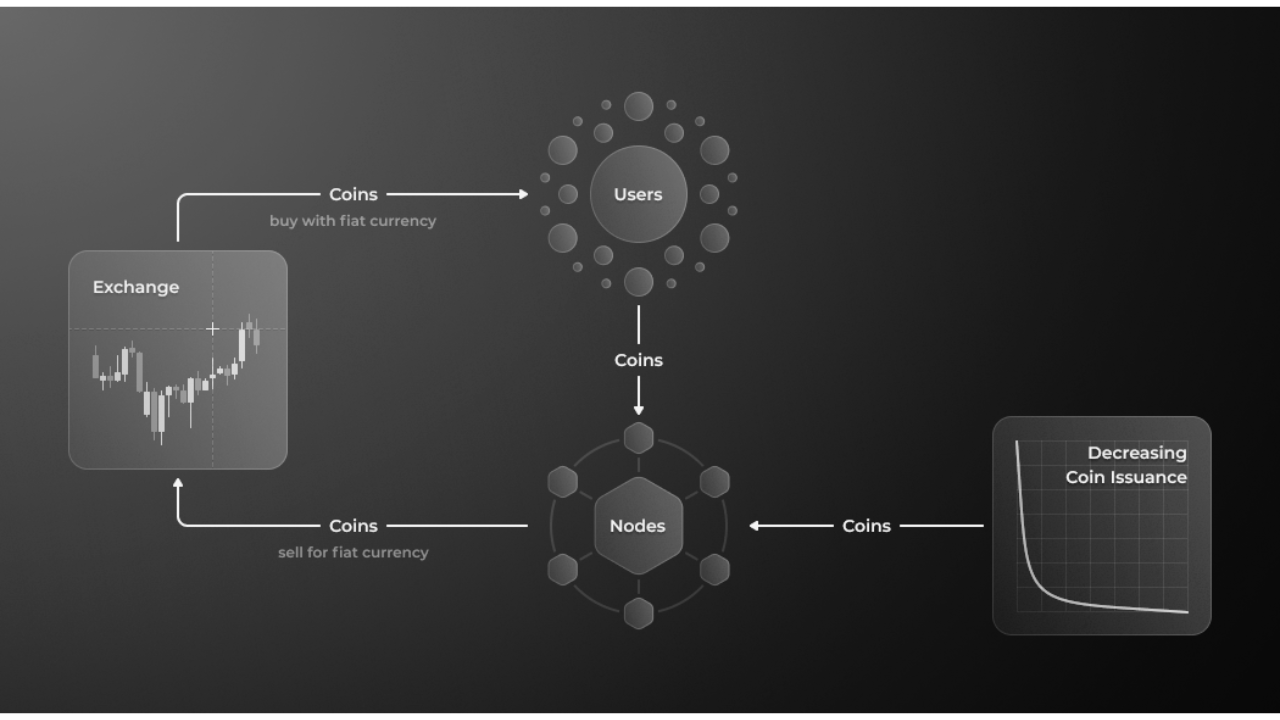 Users
Coins
buy with fiat currency
Exchange
Coins
Decreasing
Coin Issuance
Nodes
Coins
sell for fiat currency
Coins